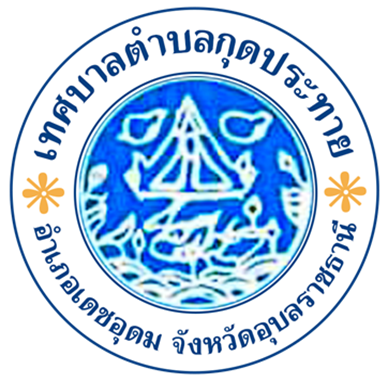 เทศบาลตำบลกุดประทาย
อำเภอเดชอุดม จังหวัดอุบลราชธานี